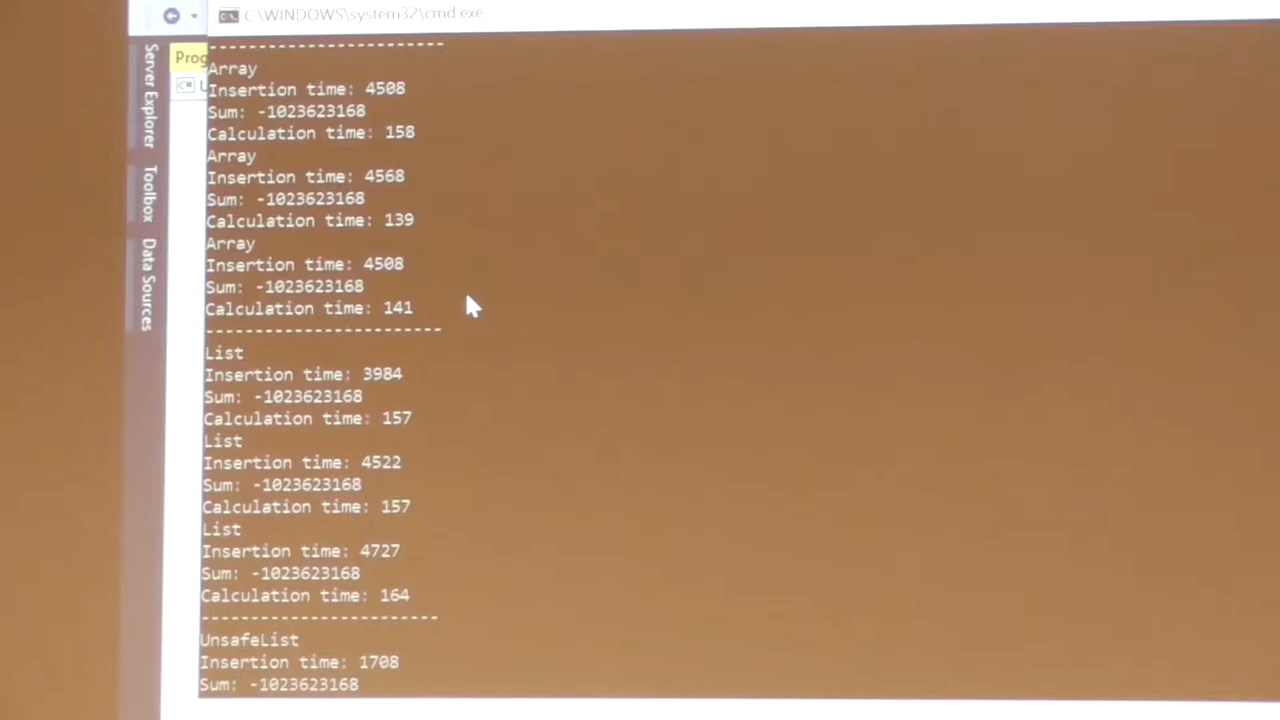 C:\WINDOWS\system32\cmd.exe
Server Explorer
Toolbox
Data Sources
Prog
C#
------------------------
Array
Insertion time: 4508
Sum: -1023623168
Calculation time: 158
Array
Insertion time: 4568
Sum: -1023623168
Calculation time: 139
Array
Insertion time: 4508
Sum: -1023623168
Calculation time: 141
------------------------
List
Insertion time: 3984
Sum: -1023623168
Calculation time: 157
List
Insertion time: 4522
Sum: -1023623168
Calculation time: 157
List
Insertion time: 4727
Sum: -1023623168
Calculation time: 164
------------------------
UnsafeList
Insertion time: 1708
Sum: -1023623168